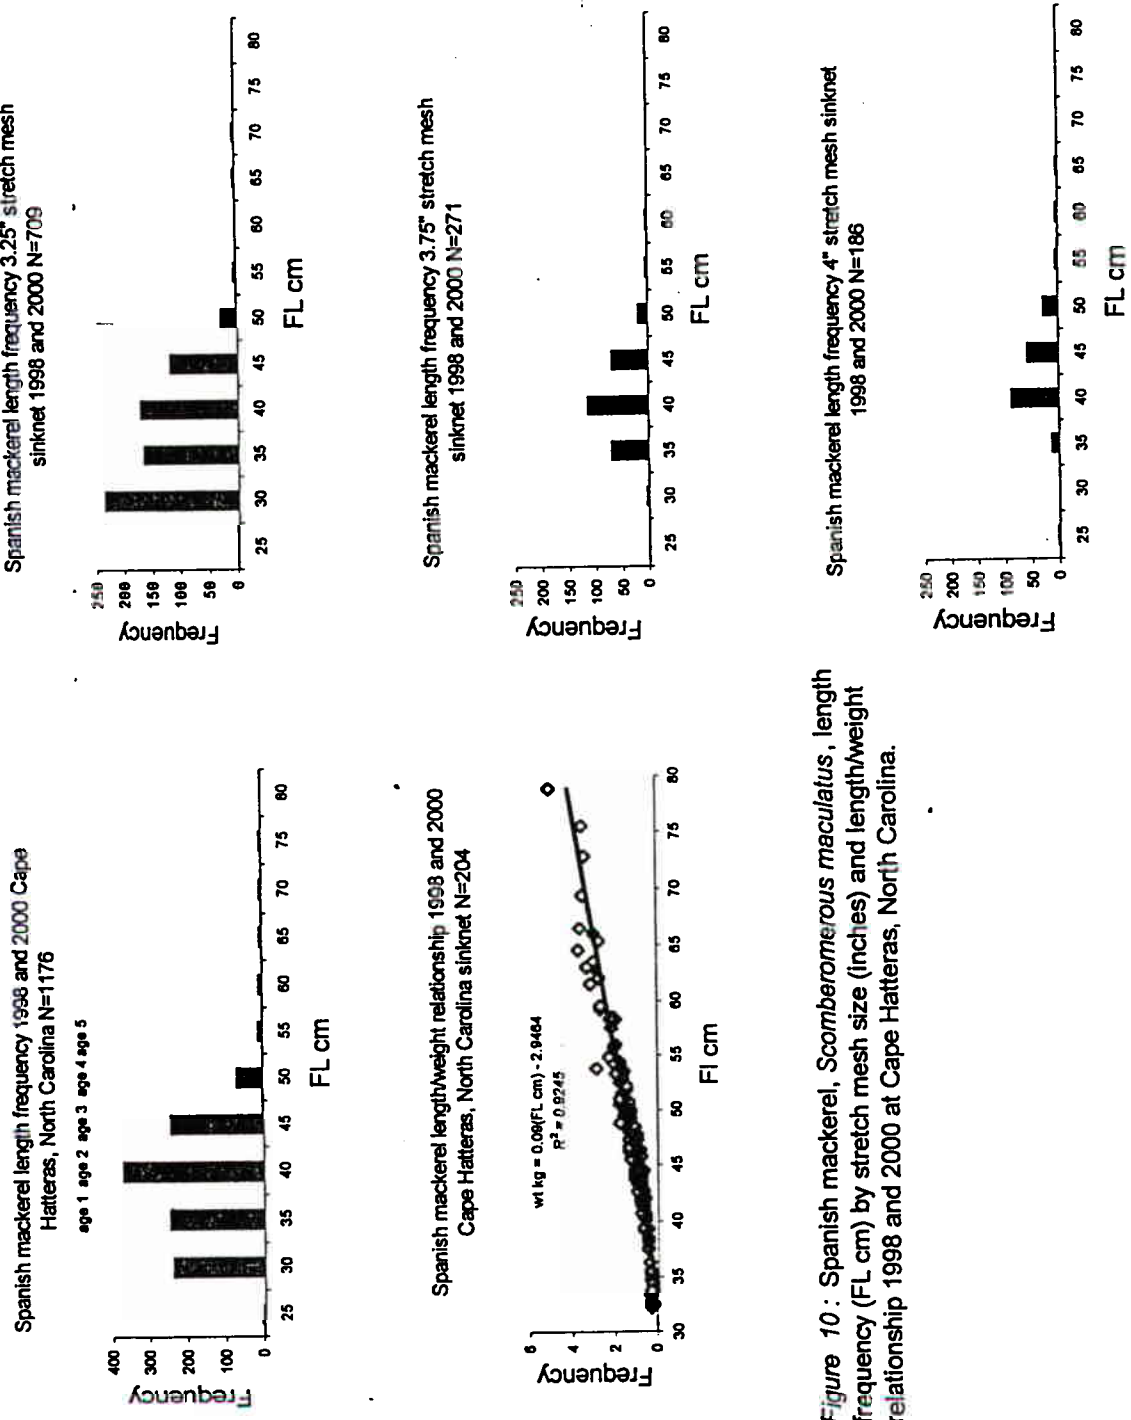 Spanish mackerel length frequency 1998 and 2000 Cape
Hatteras, North Carolina N=1176
age 1 age 2 age 3 age 4 age 5
Frequency
400
300
200
100
0
25 30 35 40 45 50 55 60 65 70 75 80
FL cm
Spanish mackerel length frequency 3.25" stretch mesh
sinknet 1998 and 2000 N=709
Frequency
250
200
150
100
50
0
25 30 35 40 45 50 55 60 65 70 75 80
FL cm
Spanish mackerel length/weight relationship 1998 and 2000
Cape Hatteras, North Carolina sinknet N=204
wt kg = 0.09(FL cm) - 2.9464
R² = 0.9245
Frequency
6
4
2
0
30 35 40 45 50 55 60 65 70 75 80
Fl cm
Spanish mackerel length frequency 3.75" stretch mesh
sinknet 1998 and 2000 N=271
Frequency
250
200
150
100
50
0
25 30 35 40 45 50 55 60 65 70 75 80
FL cm
Spanish mackerel length frequency 4" stretch mesh sinknet
1998 and 2000 N=186
Frequency
250
200
150
100
50
0
25 30 35 40 45 50 55 60 65 70 75 80
FL cm
Figure 10: Spanish mackerel, Scomberomerous maculatus, length
frequency (FL cm) by stretch mesh size (inches) and length/weight
relationship 1998 and 2000 at Cape Hatteras, North Carolina.